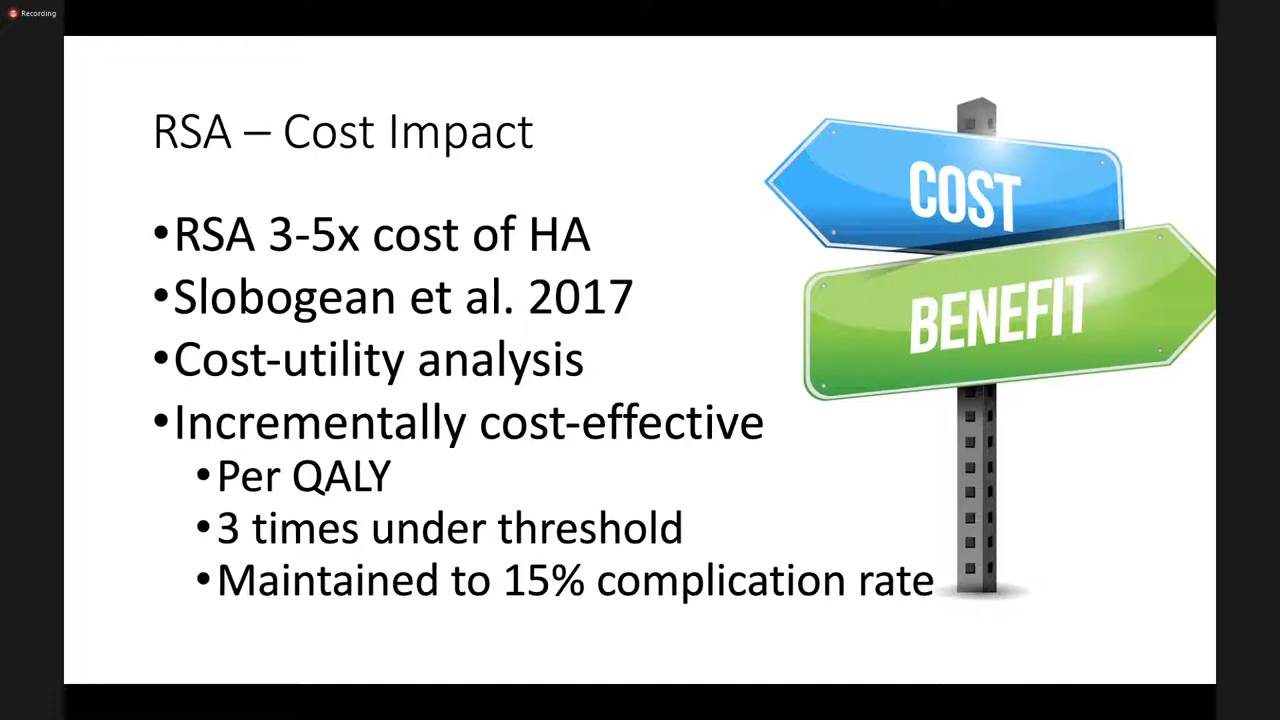 Recording
RSA – Cost Impact
•RSA 3-5x cost of HA
•Slobogean et al. 2017
•Cost-utility analysis
•Incrementally cost-effective
•Per QALY
•3 times under threshold
•Maintained to 15% complication rate
COST
BENEFIT